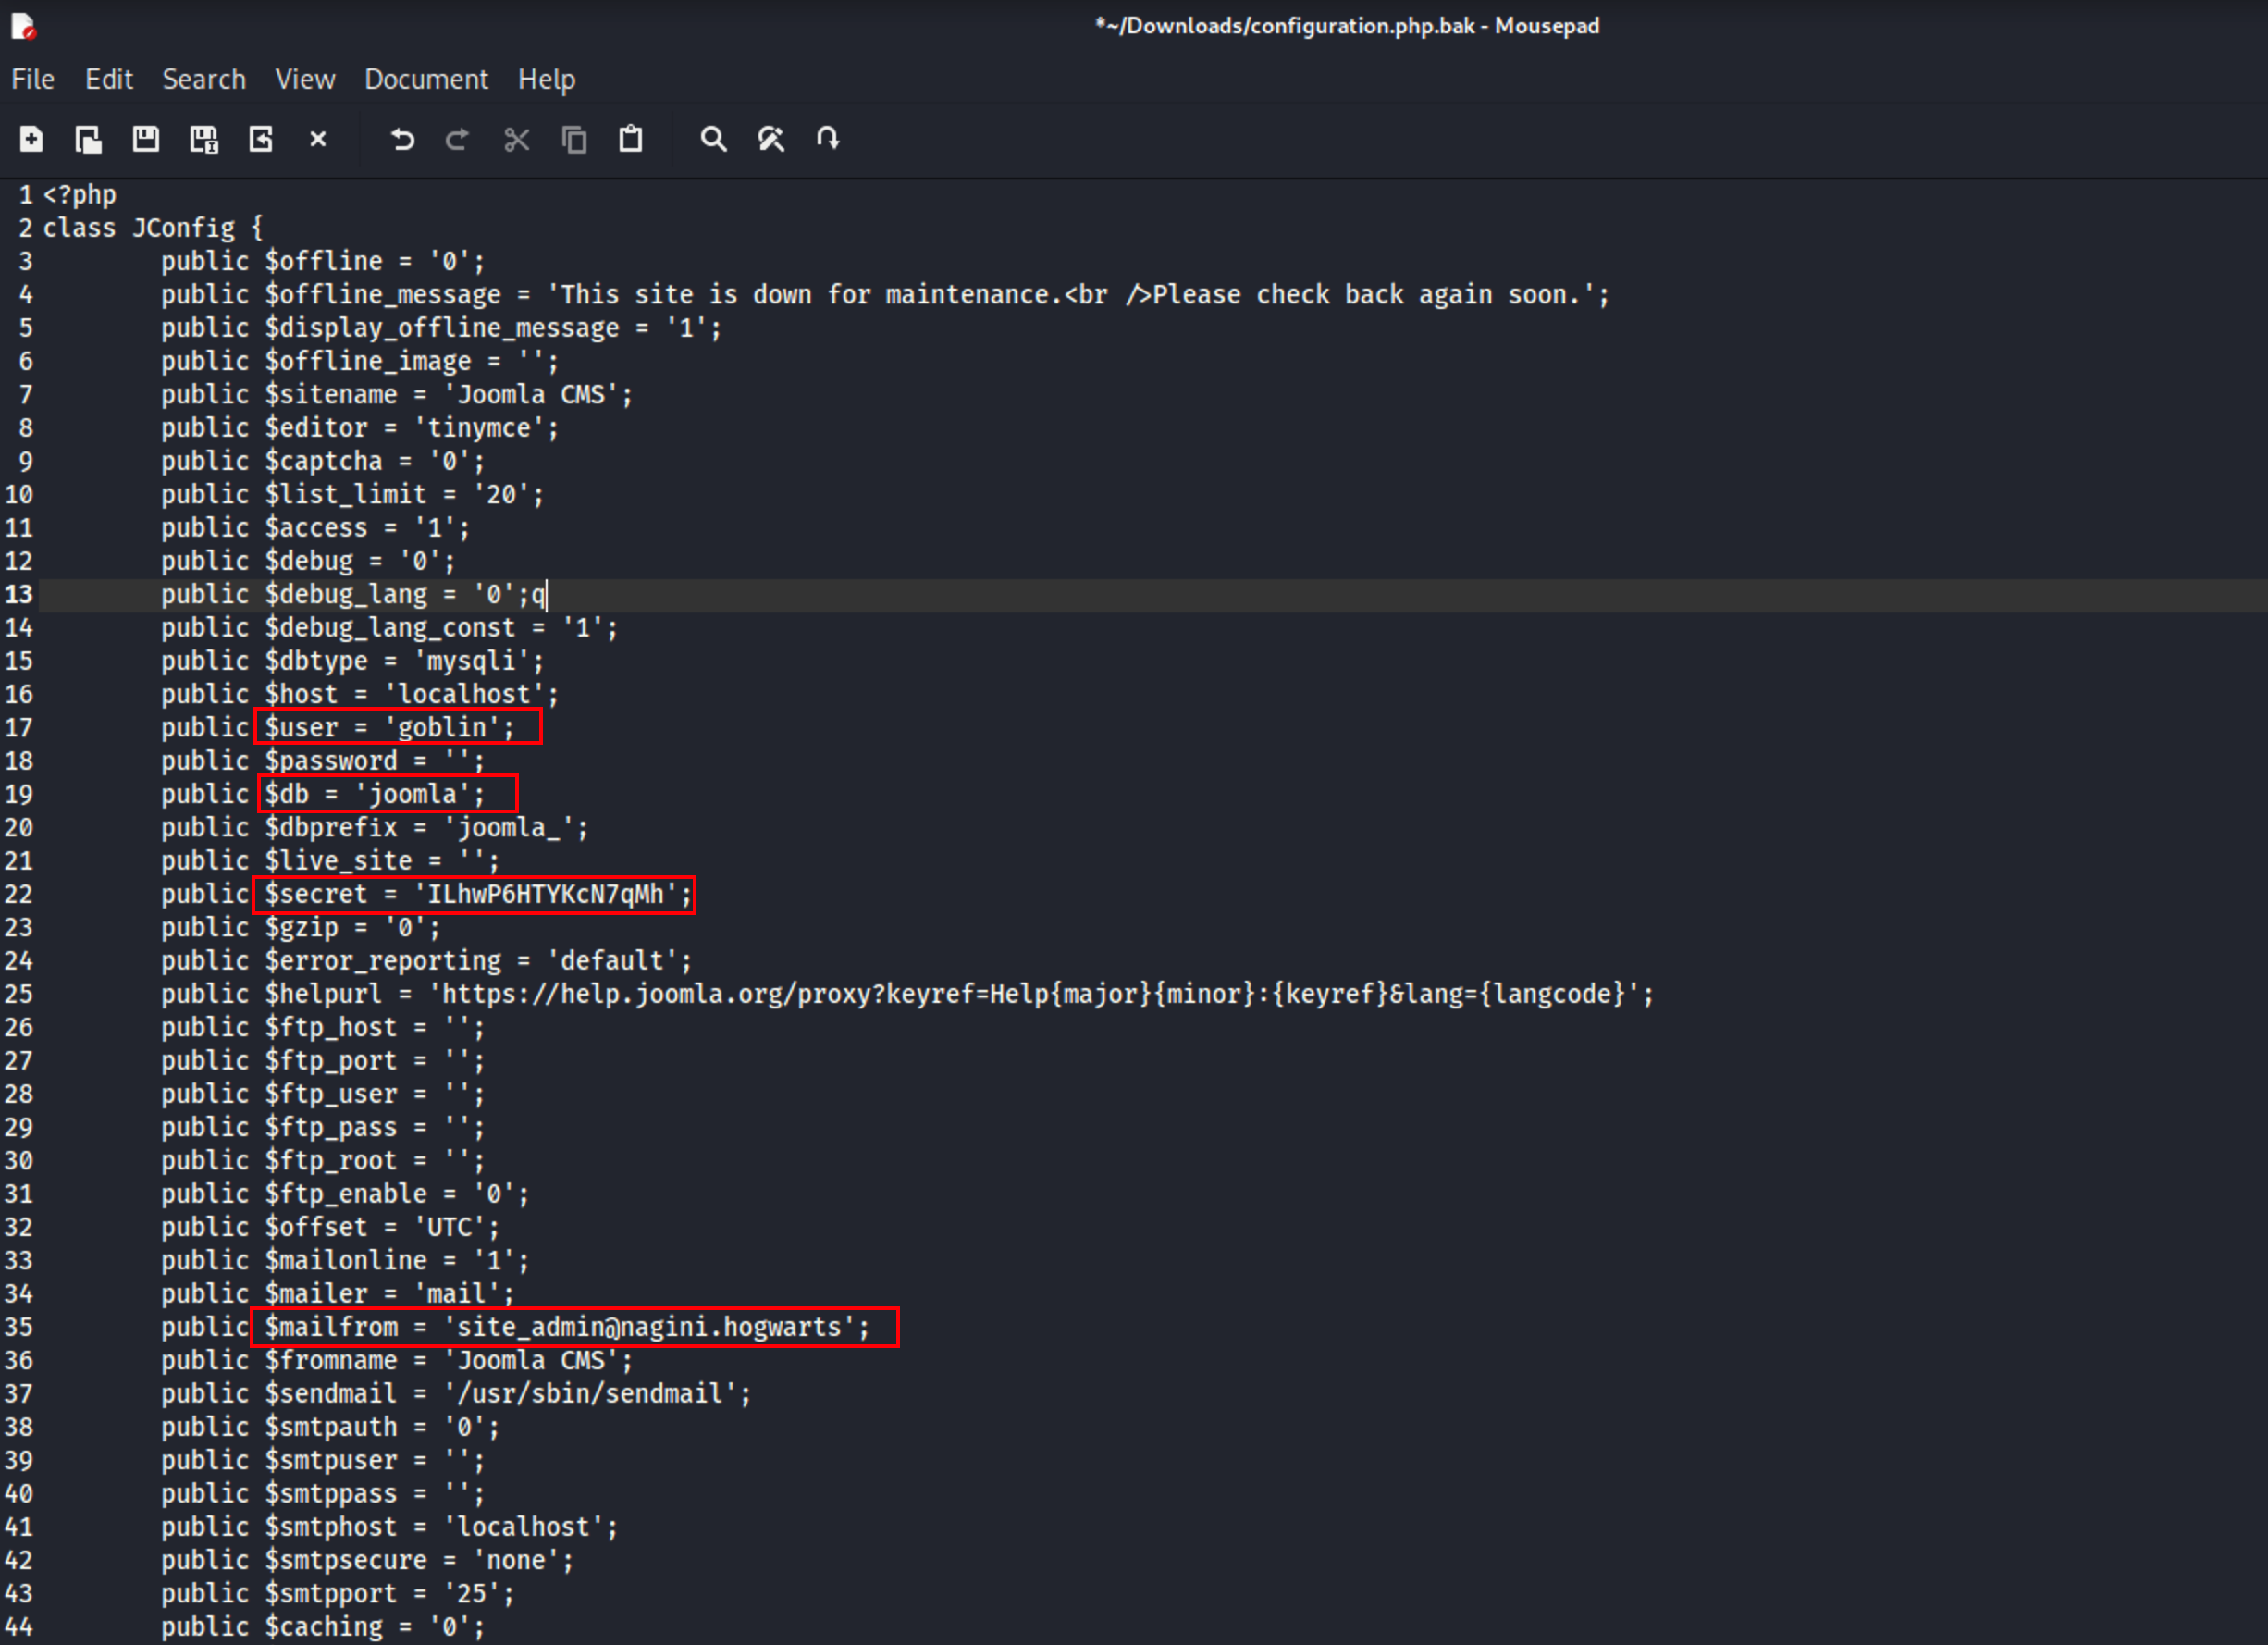 *~/Downloads/configuration.php.bak - Mousepad
File Edit Search View Document Help
1 <?php
2 class JConfig {
3 public $offline = '0';
4 public $offline_message = 'This site is down for maintenance.<br />Please check back again soon.';
5 public $display_offline_message = '1';
6 public $offline_image = '';
7 public $sitename = 'Joomla CMS';
8 public $editor = 'tinymce';
9 public $captcha = '0';
10 public $list_limit = '20';
11 public $access = '1';
12 public $debug = '0';
13 public $debug_lang = '0';q
14 public $debug_lang_const = '1';
15 public $dbtype = 'mysqli';
16 public $host = 'localhost';
17 public $user = 'goblin';
18 public $password = '';
19 public $db = 'joomla';
20 public $dbprefix = 'joomla_';
21 public $live_site = '';
22 public $secret = 'ILhwP6HTYKcN7qMh';
23 public $gzip = '0';
24 public $error_reporting = 'default';
25 public $helpurl = 'https://help.joomla.org/proxy?keyref=Help{major}{minor}:{keyref}&lang={langcode}';
26 public $ftp_host = '';
27 public $ftp_port = '';
28 public $ftp_user = '';
29 public $ftp_pass = '';
30 public $ftp_root = '';
31 public $ftp_enable = '0';
32 public $offset = 'UTC';
33 public $mailonline = '1';
34 public $mailer = 'mail';
35 public $mailfrom = 'site_admin@nagini.hogwarts';
36 public $fromname = 'Joomla CMS';
37 public $sendmail = '/usr/sbin/sendmail';
38 public $smtpauth = '0';
39 public $smtpuser = '';
40 public $smtppass = '';
41 public $smtphost = 'localhost';
42 public $smtpsecure = 'none';
43 public $smtpport = '25';
44 public $caching = '0';